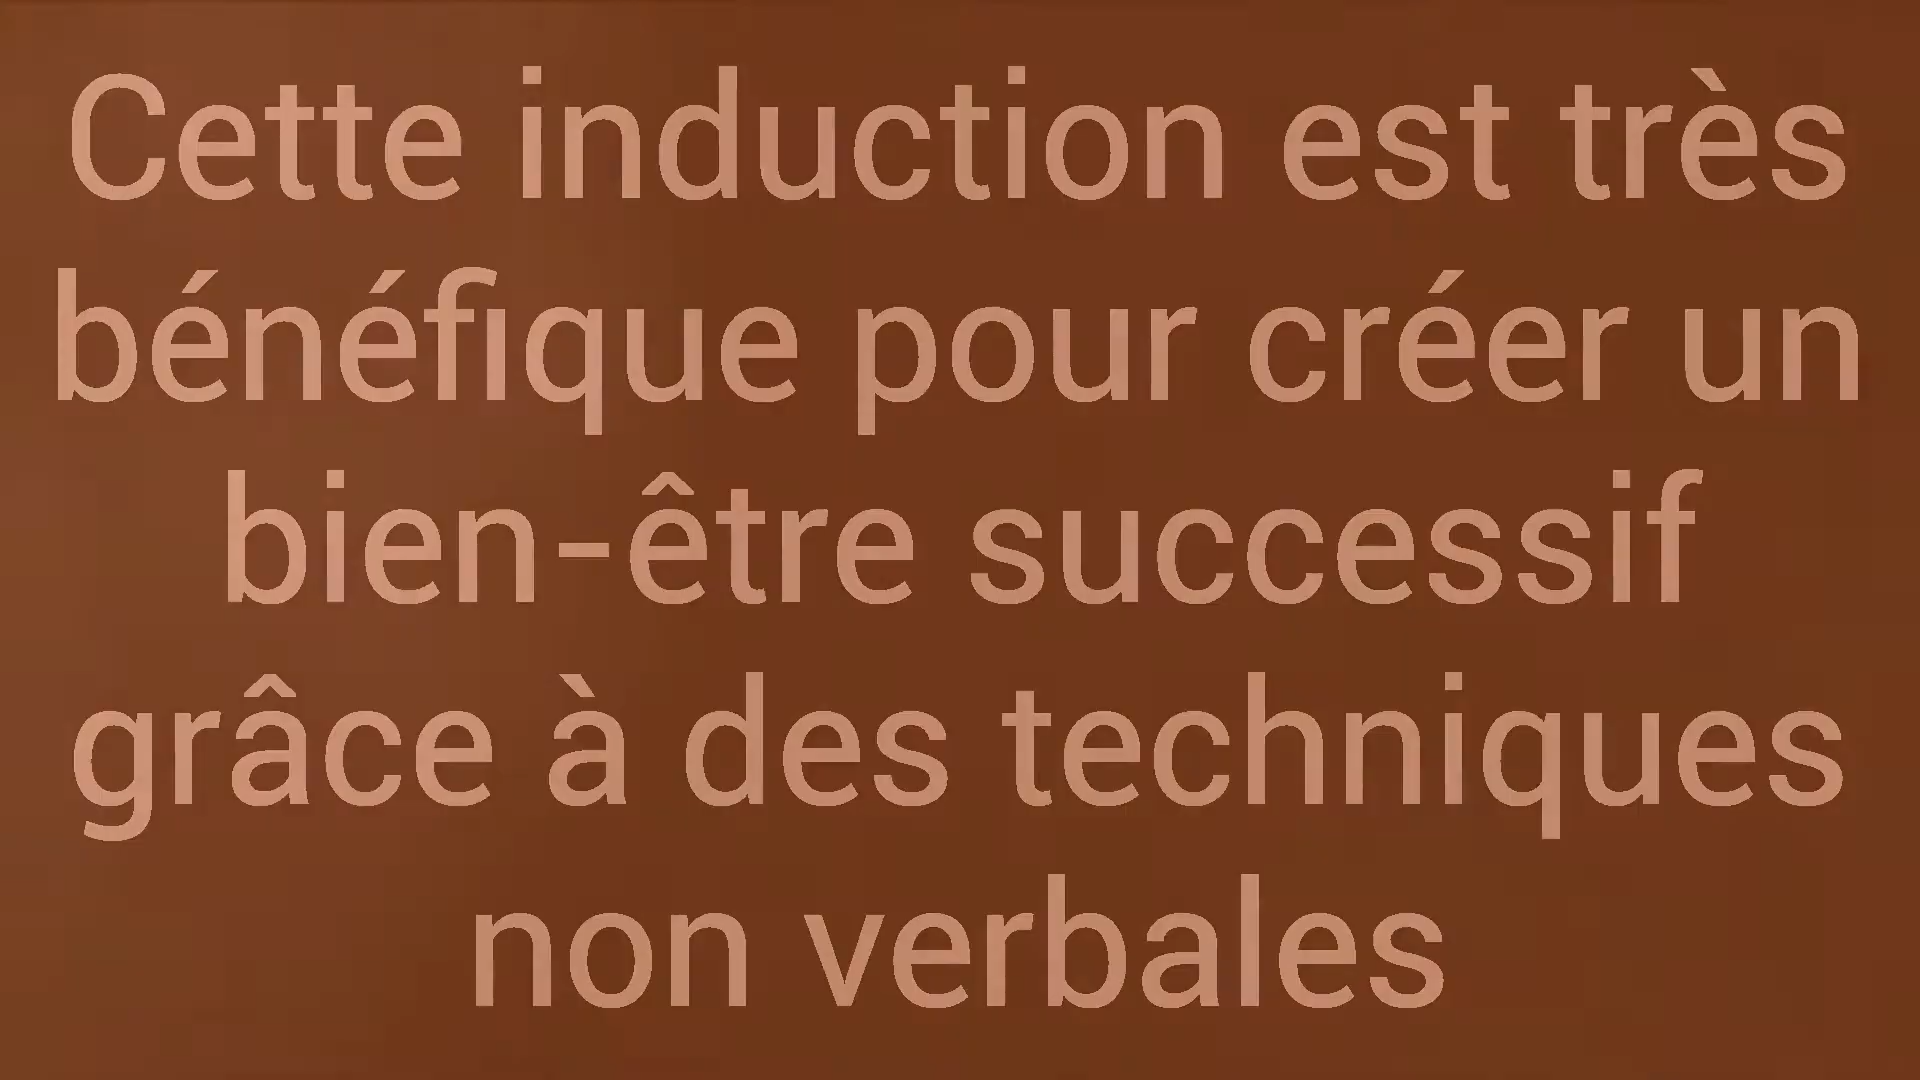 Cette induction est très
bénéfique pour créer un
bien-être successif
grâce à des techniques
non verbales